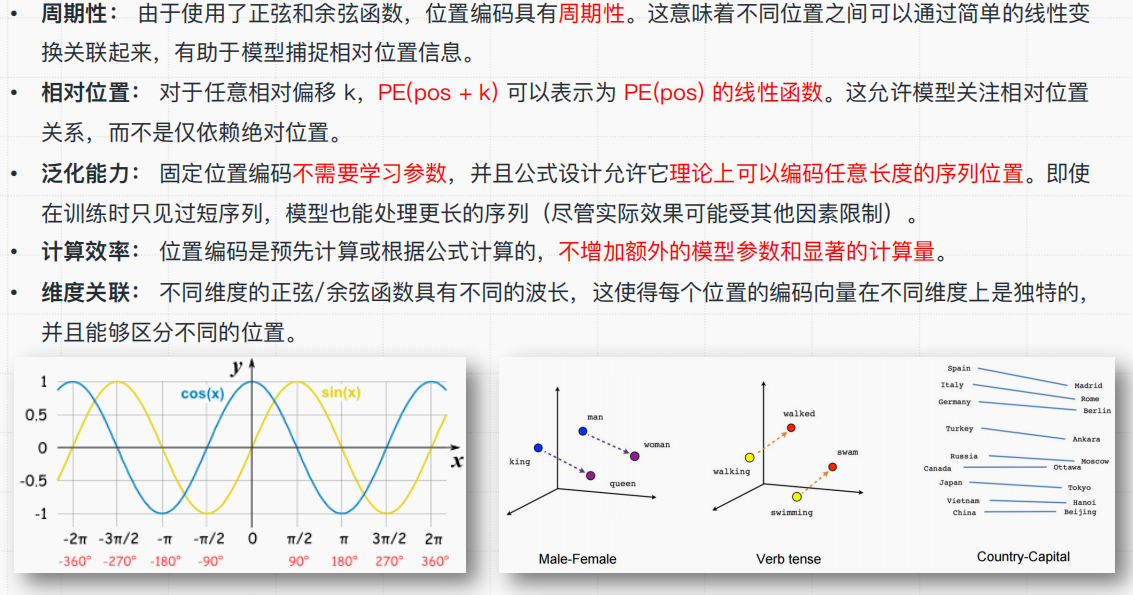 • 周期性： 由于使用了正弦和余弦函数，位置编码具有周期性。这意味着不同位置之间可以通过简单的线性变
换关联起来，有助于模型捕捉相对位置信息。
• 相对位置： 对于任意相对偏移 k，PE(pos + k) 可以表示为 PE(pos) 的线性函数。这允许模型关注相对位置
关系，而不是仅依赖绝对位置。
• 泛化能力： 固定位置编码不需要学习参数，并且公式设计允许它理论上可以编码任意长度的序列位置。即使
在训练时只见过短序列，模型也能处理更长的序列（尽管实际效果可能受其他因素限制）。
• 计算效率： 位置编码是预先计算或根据公式计算的，不增加额外的模型参数和显著的计算量。
• 维度关联： 不同维度的正弦/余弦函数具有不同的波长，这使得每个位置的编码向量在不同维度上是独特的，
并且能够区分不同的位置。
y
1
cos(x) sin(x)
0.5
0
x
-0.5
-1
-2π -3π/2 -π -π/2 0 π/2 π 3π/2 2π
-360° -270° -180° -90° 90° 180° 270° 360°
man
woman
king
queen
Male-Female
walked
swam
walking
swimming
Verb tense
Spain Madrid
Italy Rome
Germany Berlin
Turkey Ankara
Russia Moscow
Canada Ottawa
Japan Tokyo
Vietnam Hanoi
China Beijing
Country-Capital